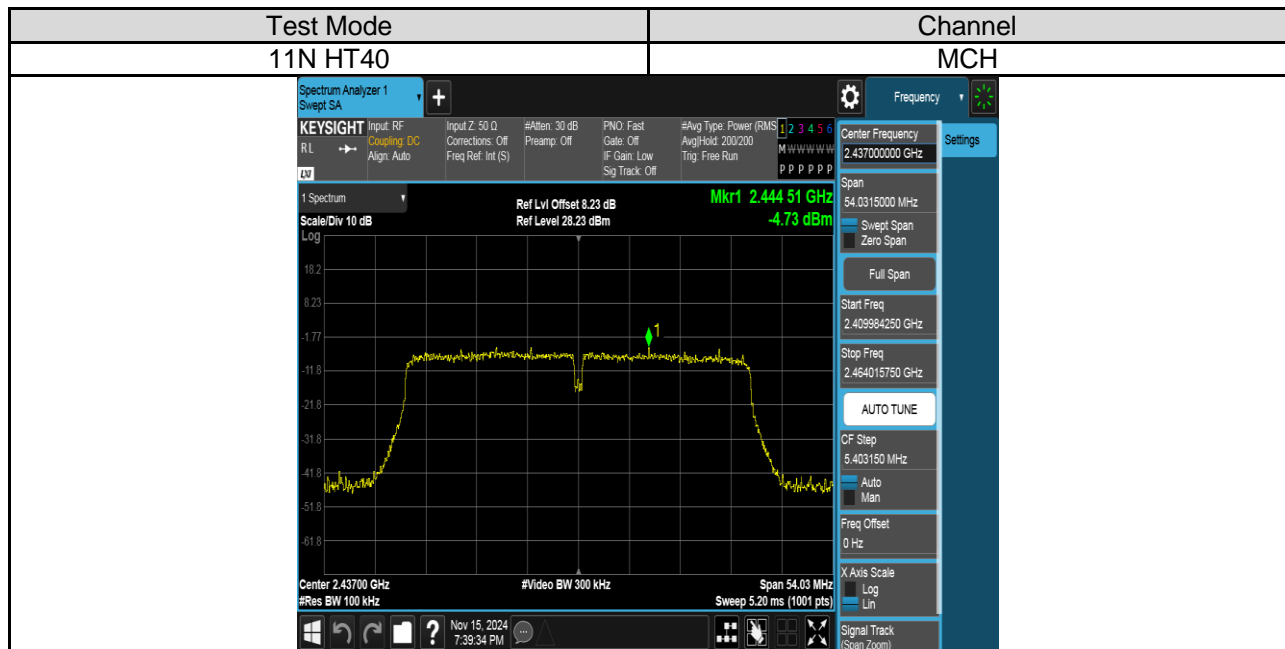 Test Mode Channel
11N HT40 MCH
Spectrum Analyzer 1
Swept SA
+
Frequency
KEYSIGHT
RL
LXI
Input: RF
Coupling: DC
Align: Auto
Input Z: 50 Ω
Corrections: Off
Freq Ref: Int (S)
#Atten: 30 dB
Preamp: Off
PNO: Fast
Gate: Off
IF Gain: Low
Sig Track: Off
#Avg Type: Power (RMS
Avg|Hold: 200/200
Trig: Free Run
1 2 3 4 5 6
M W W W W W
P P P P P P
Center Frequency
2.437000000 GHz
Settings
1 Spectrum
Scale/Div 10 dB
Log
Ref Lvl Offset 8.23 dB
Ref Level 28.23 dBm
Mkr1 2.444 51 GHz
-4.73 dBm
18.2
8.23
-1.77
-11.8
-21.8
-31.8
-41.8
-51.8
-61.8
1
Center 2.43700 GHz
#Res BW 100 kHz
#Video BW 300 kHz
Span 54.03 MHz
Sweep 5.20 ms (1001 pts)
Span
54.0315000 MHz
Swept Span
Zero Span
Full Span
Start Freq
2.409984250 GHz
Stop Freq
2.464015750 GHz
AUTO TUNE
CF Step
5.403150 MHz
Auto
Man
Freq Offset
0 Hz
X Axis Scale
Log
Lin
Signal Track
(Span Zoom)
?
Nov 15, 2024
7:39:34 PM